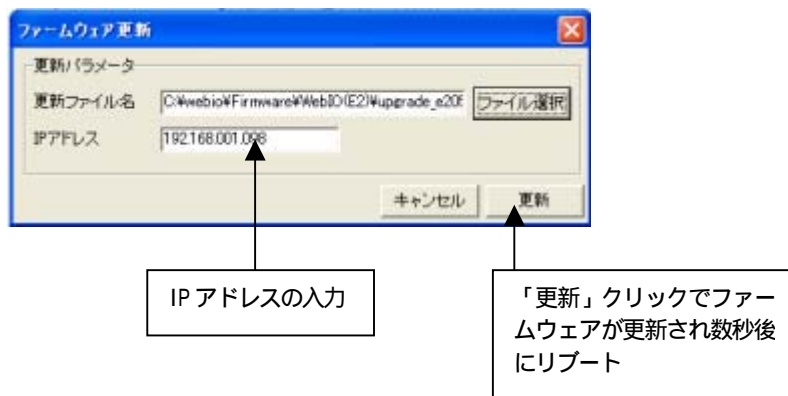 ファームウェア更新
更新パラメータ
更新ファイル名 C:¥webio¥Firmware¥WebIO(E2)¥upgrade_e20 ファイル選択
IPアドレス 192.168.001.098
キャンセル 更新
IP アドレスの入力
「更新」クリックでファー
ムウェアが更新され数秒後
にリブート